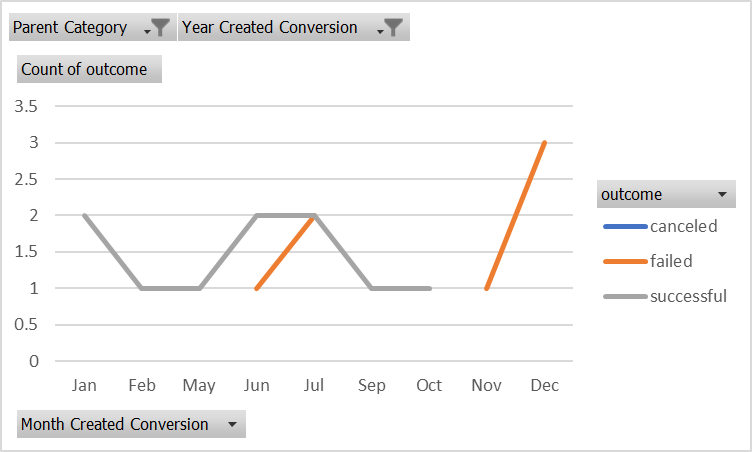 Parent Category Year Created Conversion
Count of outcome
3.5
3
2.5
2
1.5
1
0.5
0
Jan Feb May Jun Jul Sep Oct Nov Dec
outcome
canceled
failed
successful
Month Created Conversion